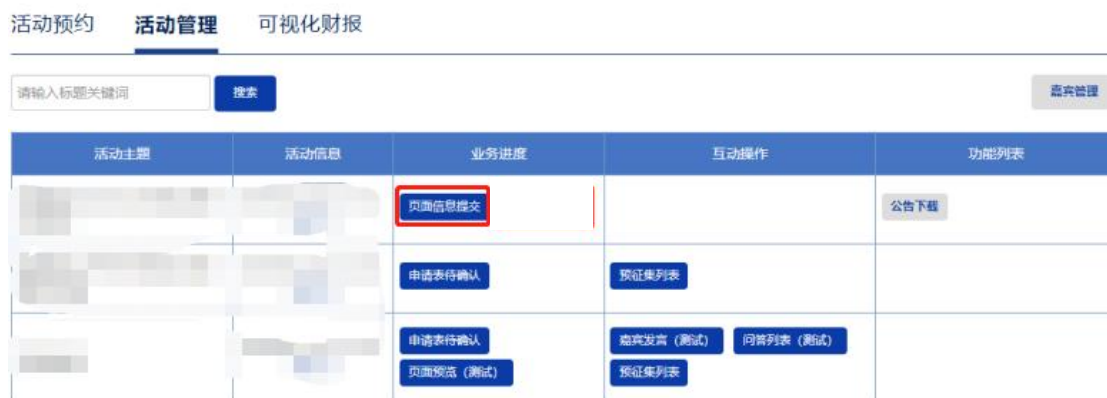 活动预约 活动管理 可视化财报
请输入标题关键词 搜索 嘉宾管理
活动主题 活动信息 业务进度 互动操作 功能列表
页面信息提交 公告下载
申请表待确认 预征集列表
申请表待确认 嘉宾发言（测试） 问答列表（测试）
页面预览（测试） 预征集列表